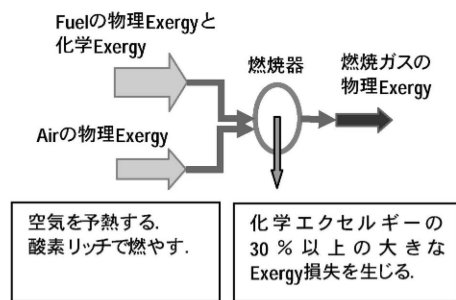 Fuelの物理Exergyと
化学Exergy
燃焼器
燃焼ガスの
物理Exergy
Airの物理Exergy
空気を予熱する.
酸素リッチで燃やす.
化学エクセルギーの
30%以上の大きな
Exergy損失を生じる.